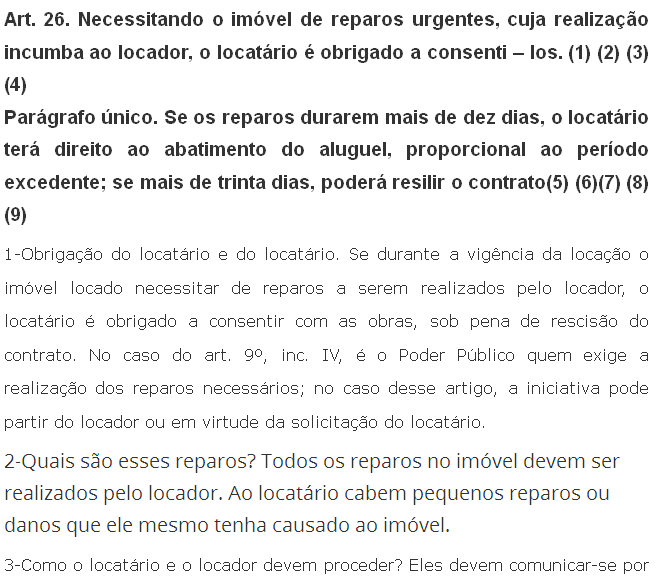 Art. 26. Necessitando o imóvel de reparos urgentes, cuja realização
incumba ao locador, o locatário é obrigado a consenti – los. (1) (2) (3)
(4)
Parágrafo único. Se os reparos durarem mais de dez dias, o locatário
terá direito ao abatimento do aluguel, proporcional ao período
excedente; se mais de trinta dias, poderá resilir o contrato(5) (6)(7) (8)
(9)
1-Obrigação do locatário e do locatário. Se durante a vigência da locação o
imóvel locado necessitar de reparos a serem realizados pelo locador, o
locatário é obrigado a consentir com as obras, sob pena de rescisão do
contrato. No caso do art. 9º, inc. IV, é o Poder Público quem exige a
realização dos reparos necessários; no caso desse artigo, a iniciativa pode
partir do locador ou em virtude da solicitação do locatário.
2-Quais são esses reparos? Todos os reparos no imóvel devem ser
realizados pelo locador. Ao locatário cabem pequenos reparos ou
danos que ele mesmo tenha causado ao imóvel.
3-Como o locatário e o locador devem proceder? Eles devem comunicar-se por